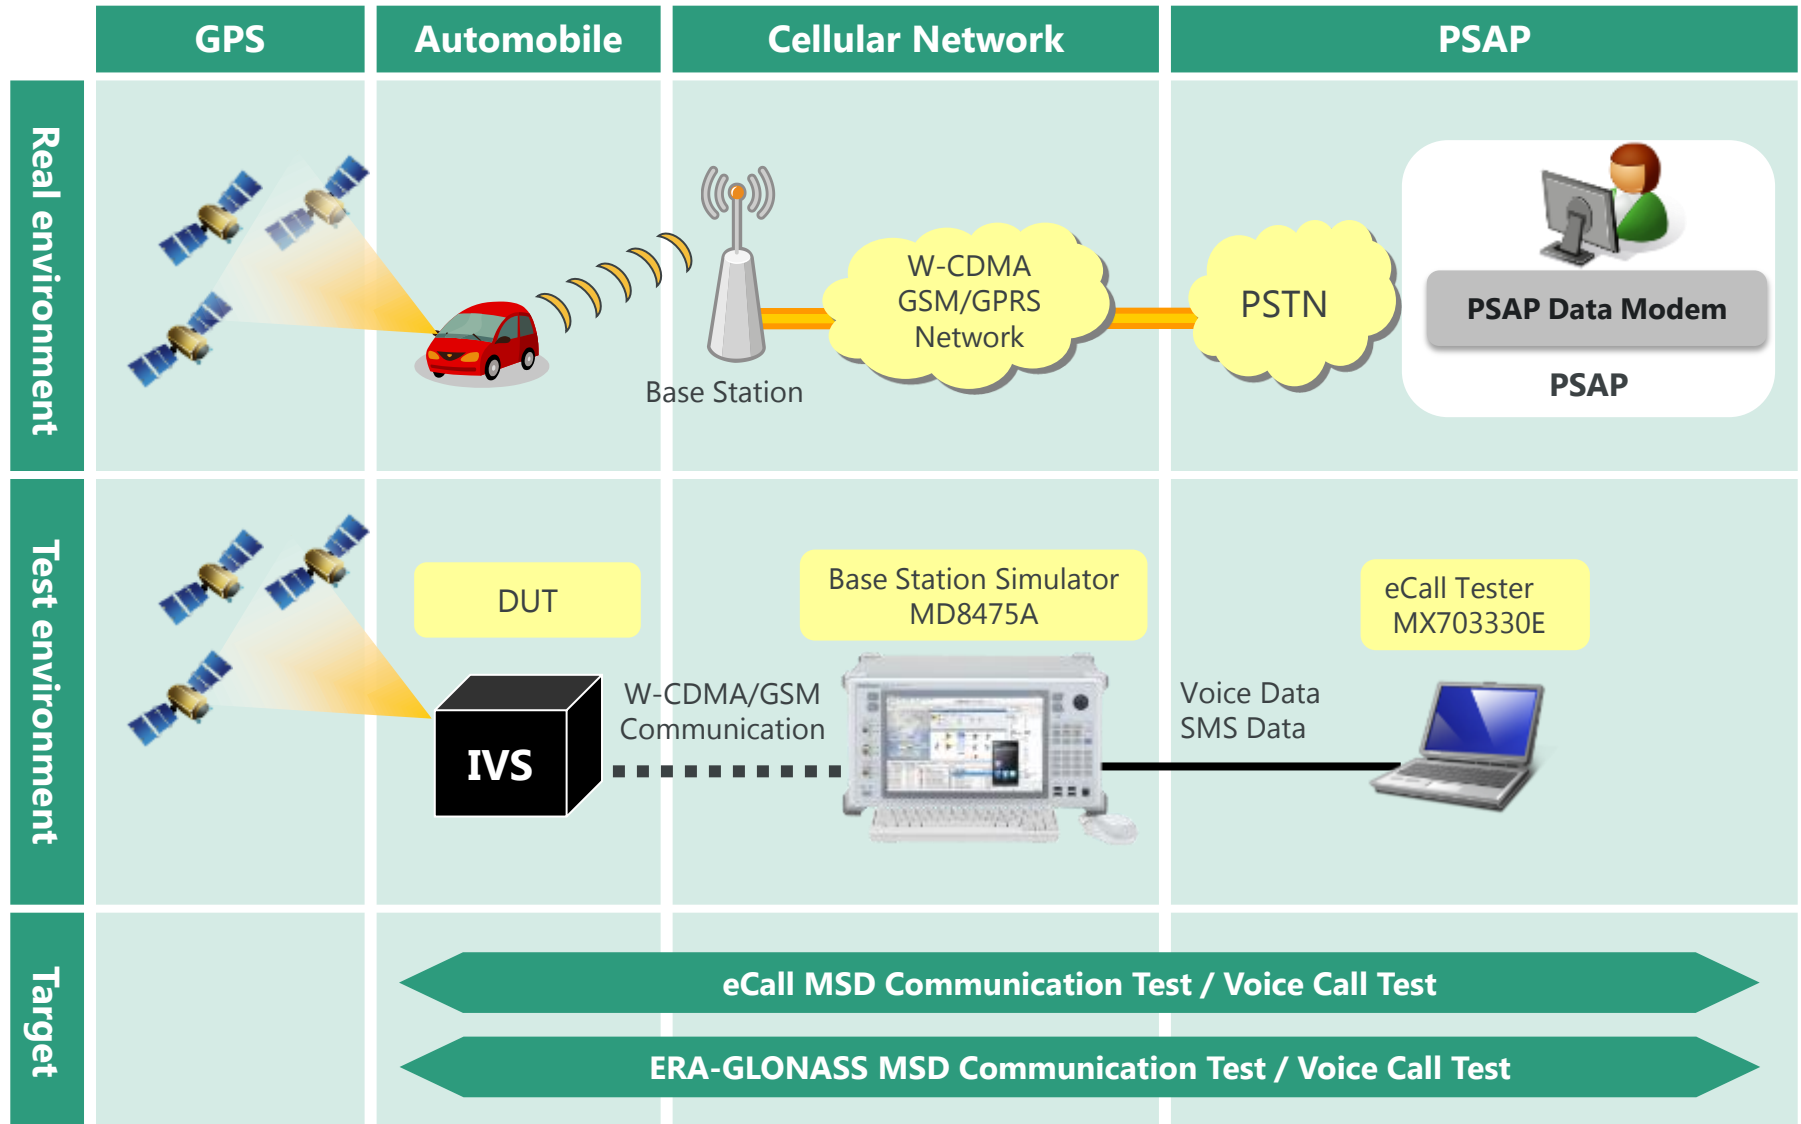 GPS
Automobile
Cellular Network
PSAP
Real environment
W-CDMA
GSM/GPRS
Network
Base Station
PSTN
PSAP Data Modem
PSAP
Test environment
DUT
IVS
W-CDMA/GSM
Communication
Base Station Simulator
MD8475A
Voice Data
SMS Data
eCall Tester
MX703330E
Target
eCall MSD Communication Test / Voice Call Test
ERA-GLONASS MSD Communication Test / Voice Call Test